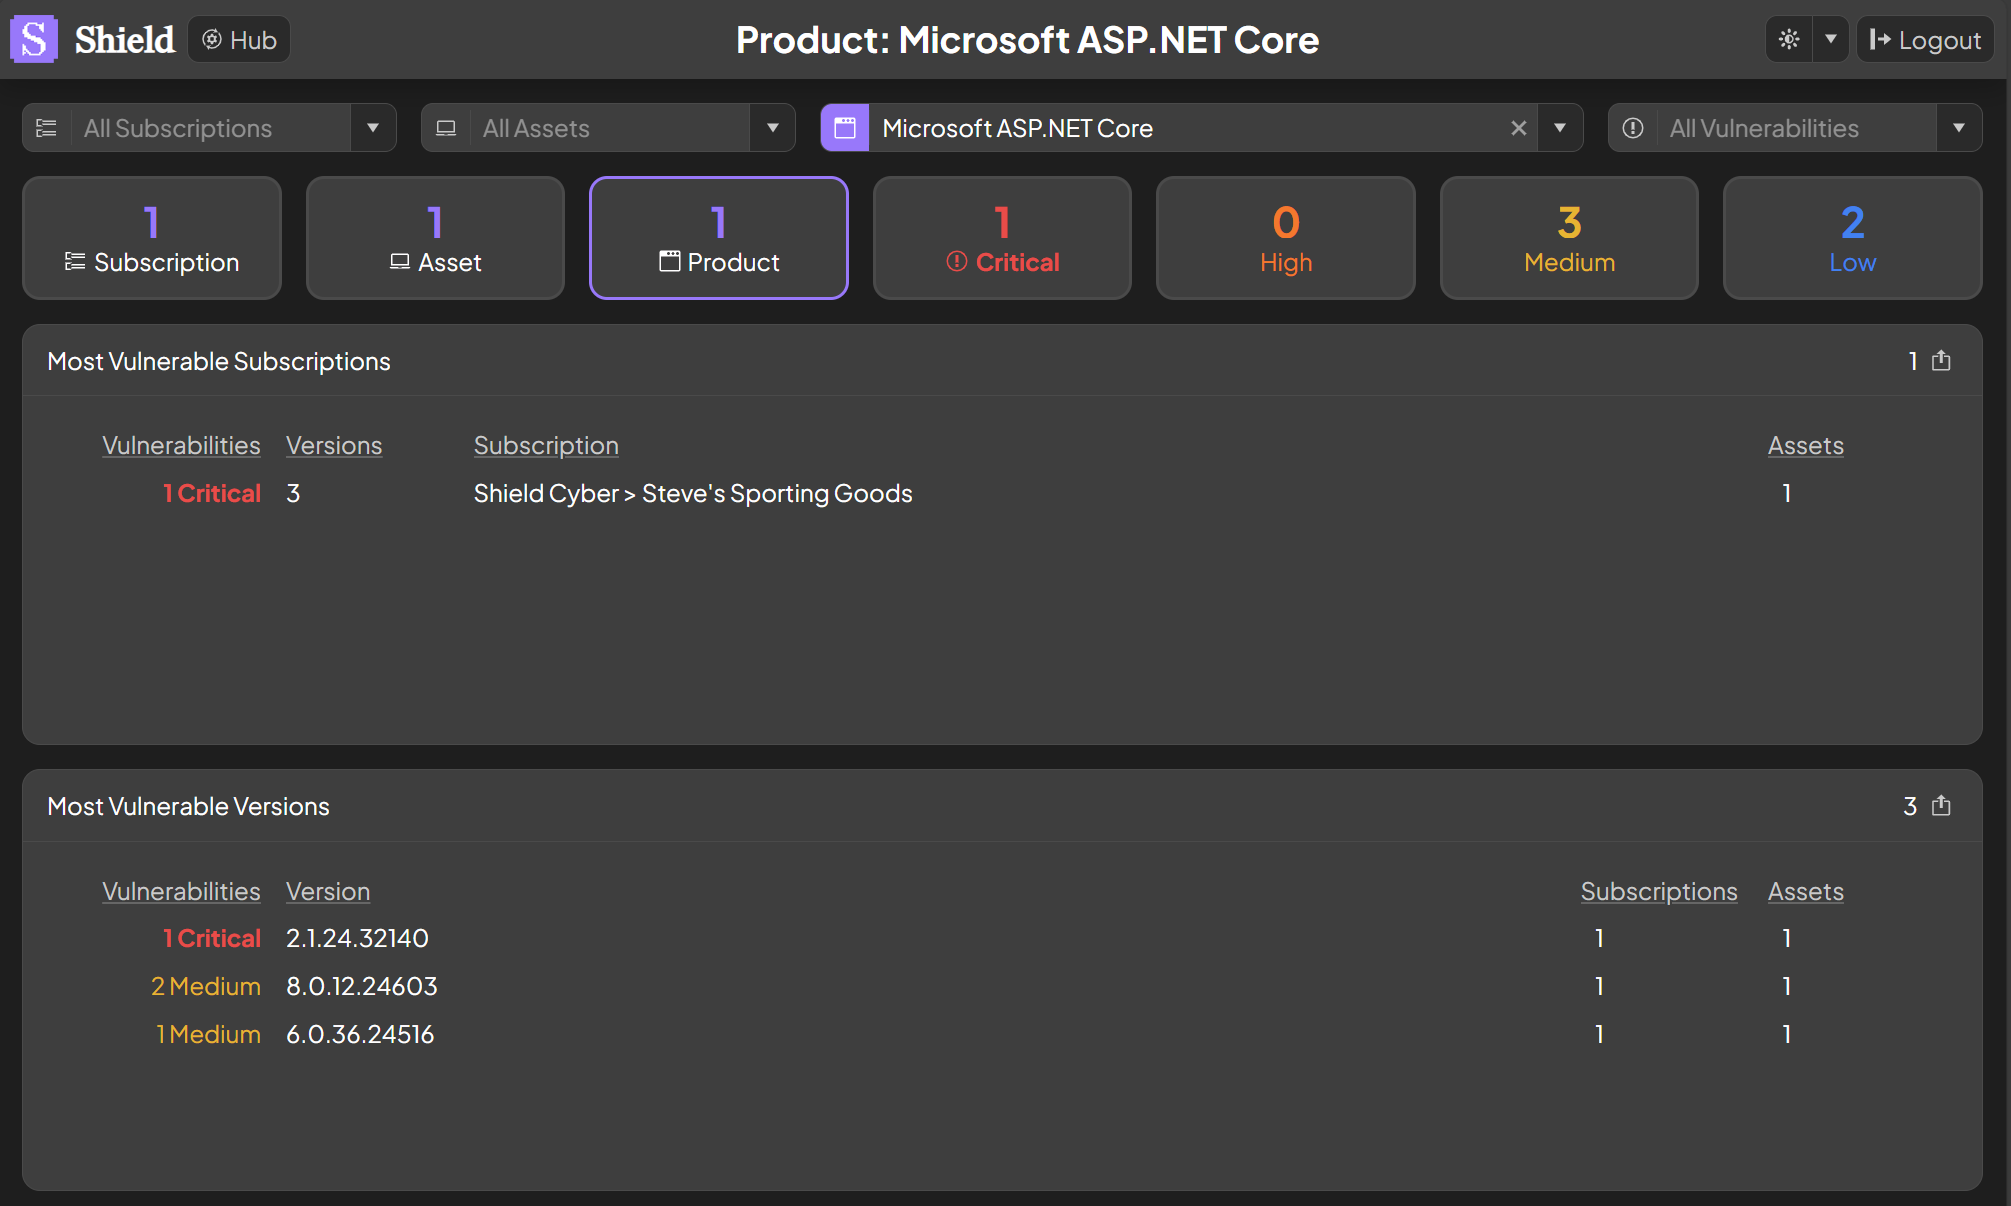 S Shield Hub Product: Microsoft ASP.NET Core Logout
All Subscriptions All Assets Microsoft ASP.NET Core All Vulnerabilities
1 1 1 1 0 3 2
Subscription Asset Product Critical High Medium Low
Most Vulnerable Subscriptions 1
Vulnerabilities Versions Subscription Assets
1 Critical 3 Shield Cyber > Steve's Sporting Goods 1
Most Vulnerable Versions 3
Vulnerabilities Version Subscriptions Assets
1 Critical 2.1.24.32140 1 1
2 Medium 8.0.12.24603 1 1
1 Medium 6.0.36.24516 1 1